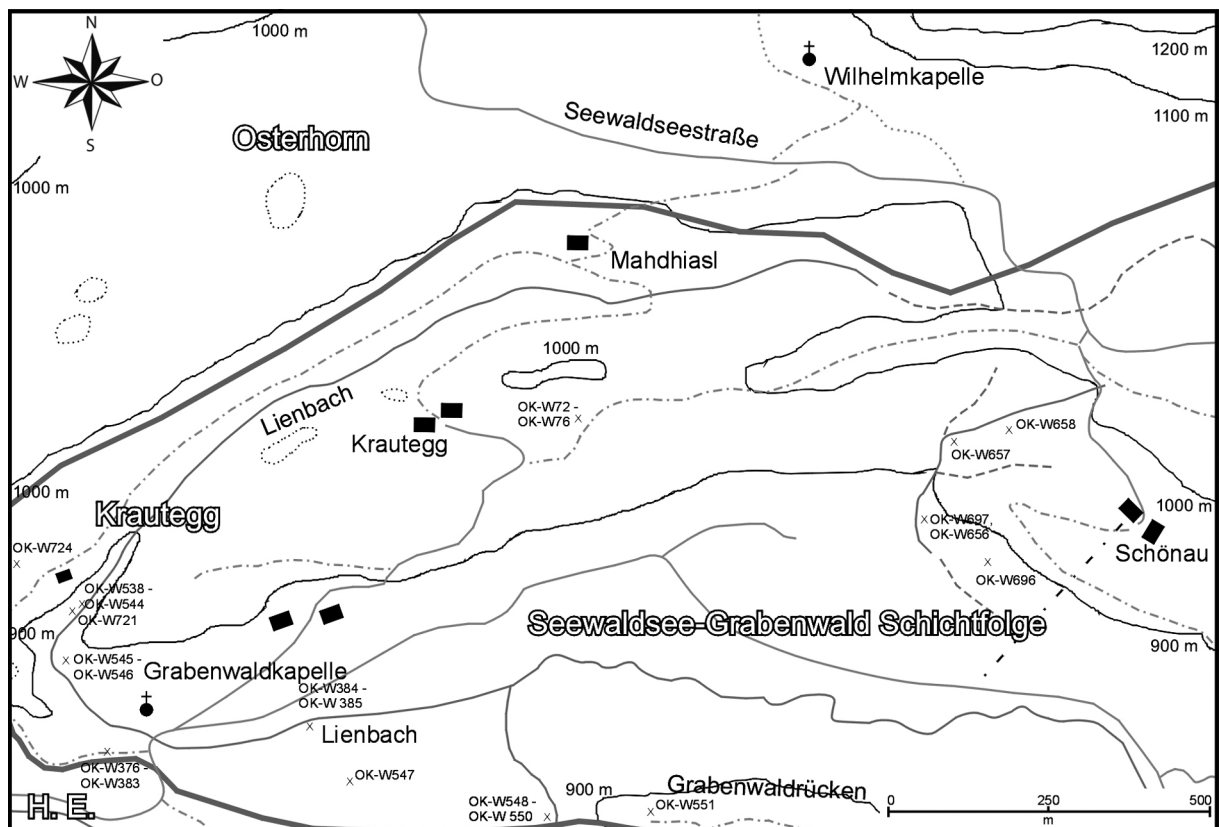 N
1000 m
1200 m
W
O
Wilhelmkapelle
1100 m
Seewaldseestraße
S
Osterhorn
1000 m
Mahdhiasl
1000 m
Lienbach
OK-W72 -
OK-W76
Krautegg
OK-W658
OK-W657
1000 m
1000 m
Krautegg
OK-W697,
OK-W656
Schönau
OK-W724
OK-W696
OK-W538 -
OK-W544
OK-W721
900 m
Seewaldsee-Grabenwald Schichtfolge
900 m
OK-W545 -
OK-W546
Grabenwaldkapelle
OK-W384 -
OK-W 385
Lienbach
OK-W376 -
OK-W383
OK-W547
900 m
Grabenwaldrücken
H. E.
OK-W548 -
OK-W 550
OK-W551
0 250 500
m